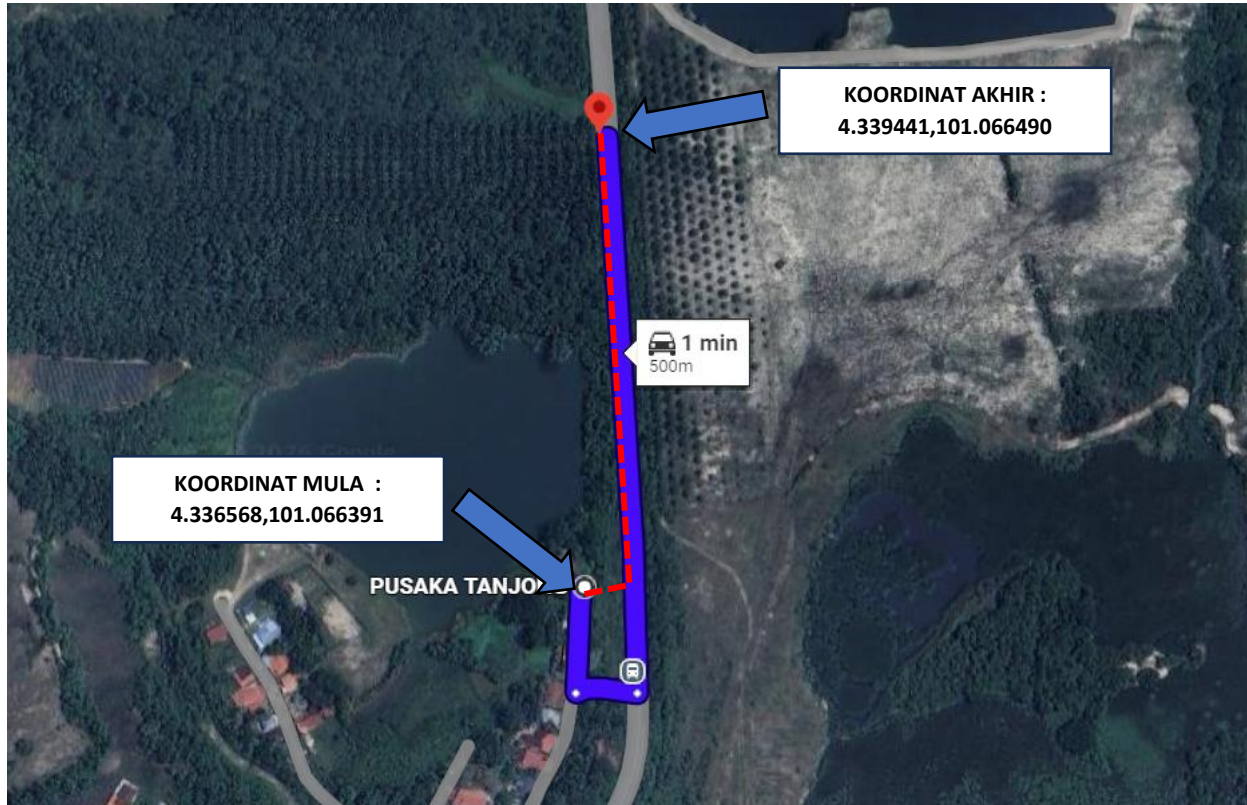 KOORDINAT AKHIR :
4.339441,101.066490
1 min
500m
KOORDINAT MULA :
4.336568,101.066391
PUSAKA TANJO